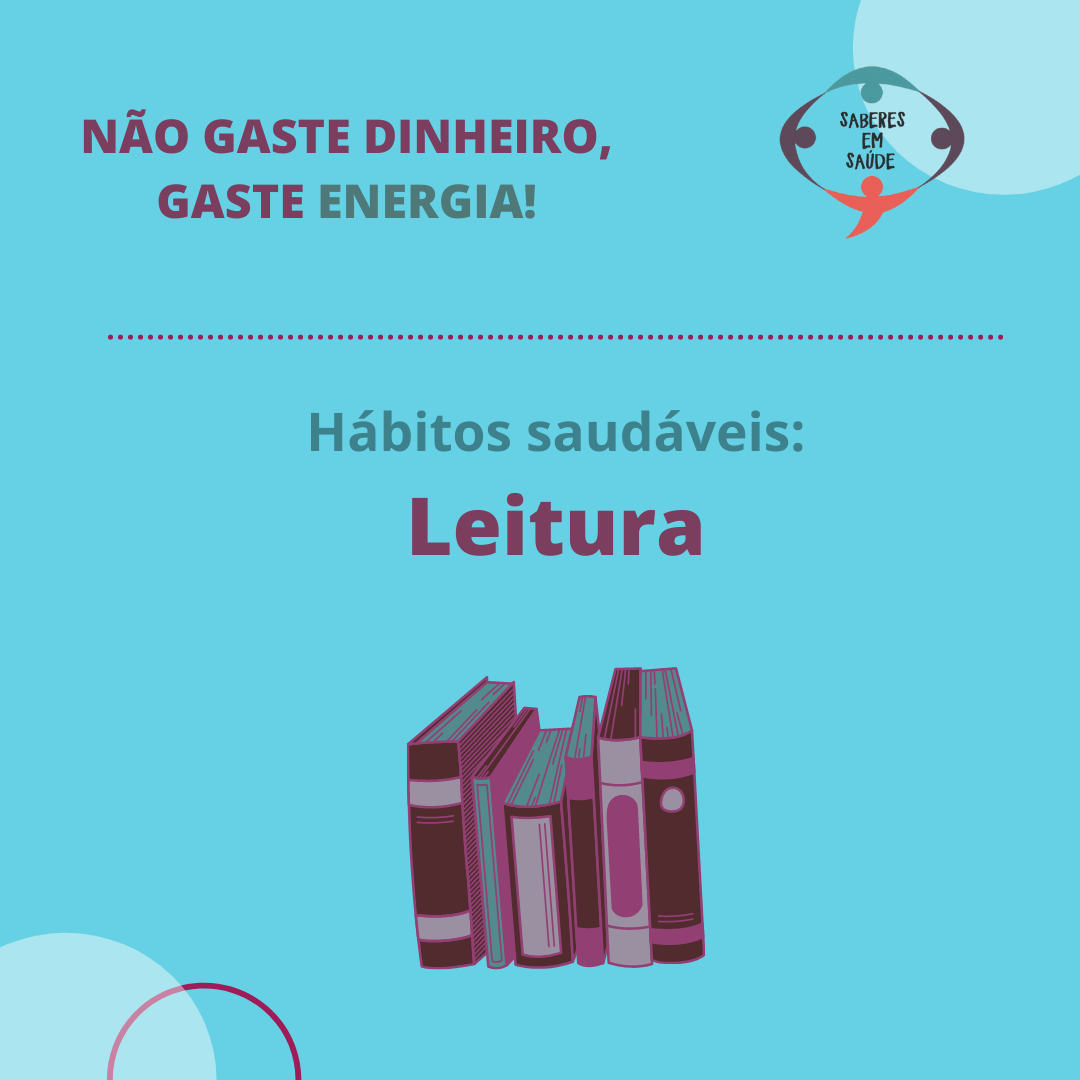 NÃO GASTE DINHEIRO,
GASTE ENERGIA!
SABERES
EM
SAÚDE
Hábitos saudáveis:
Leitura